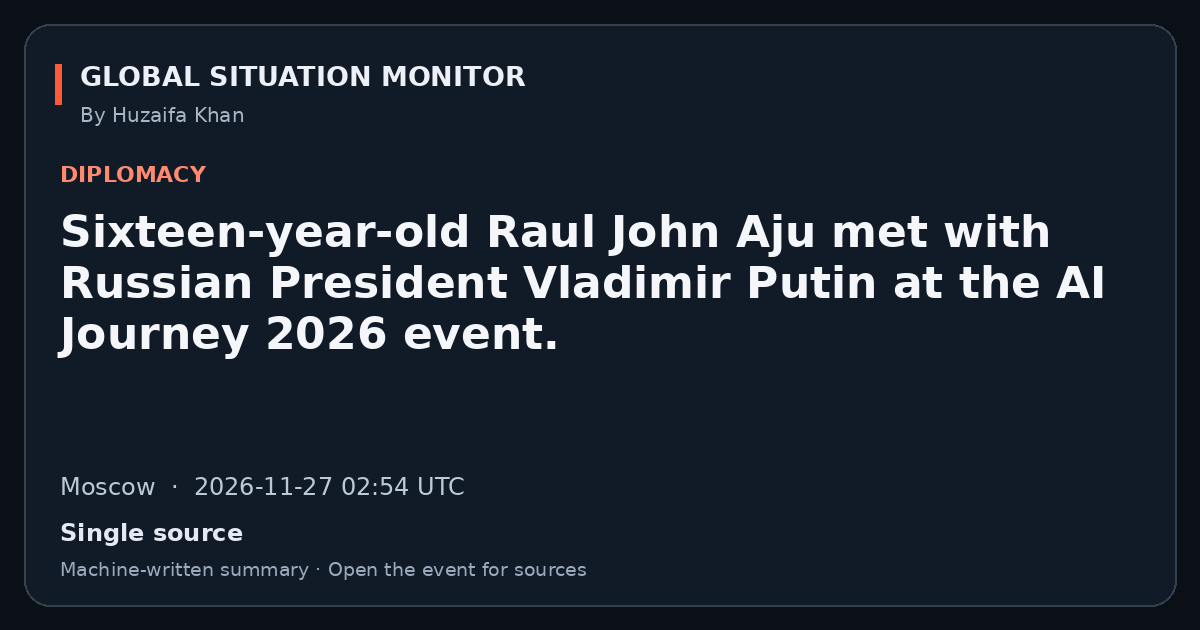 GLOBAL SITUATION MONITOR
By Huzaifa Khan
DIPLOMACY
Sixteen-year-old Raul John Aju met with
Russian President Vladimir Putin at the AI
Journey 2026 event.
Moscow · 2026-11-27 02:54 UTC
Single source
Machine-written summary · Open the event for sources